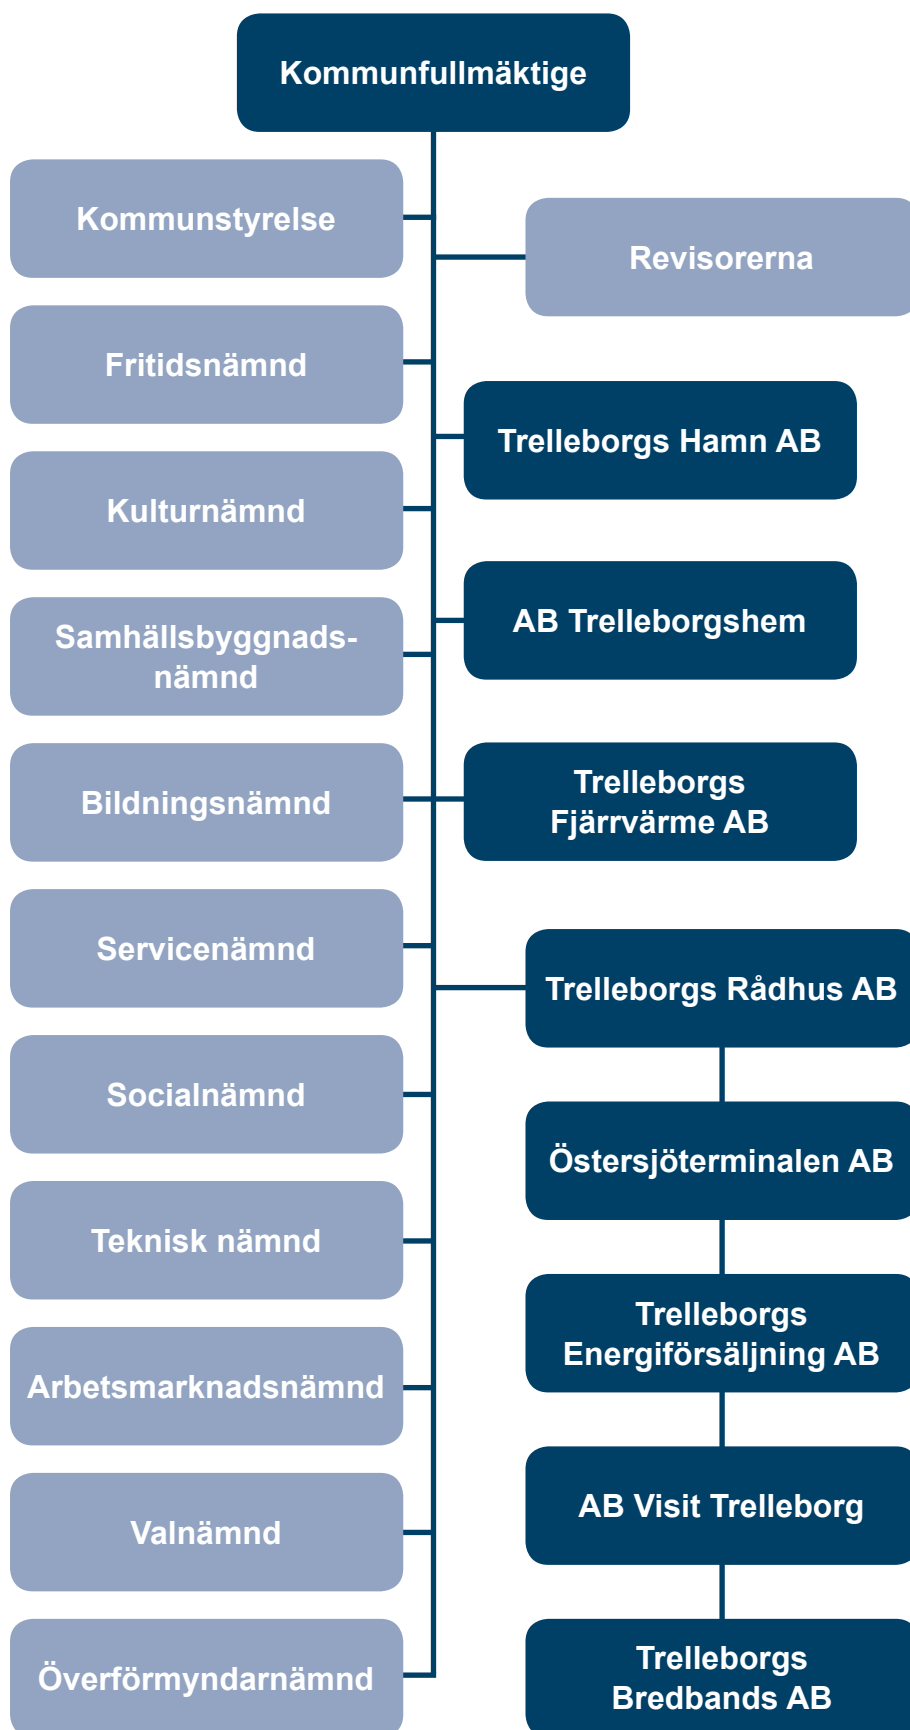 Kommunfullmäktige
Kommunstyrelse
Revisorerna
Fritidsnämnd
Trelleborgs Hamn AB
Kulturnämnd
AB Trelleborgshem
Samhällsbyggnads-
nämnd
Trelleborgs
Fjärrvärme AB
Bildningsnämnd
Servicenämnd
Trelleborgs Rådhus AB
Socialnämnd
Östersjöterminalen AB
Teknisk nämnd
Trelleborgs
Energiförsäljning AB
Arbetsmarknadsnämnd
AB Visit Trelleborg
Valnämnd
Överförmyndarnämnd
Trelleborgs
Bredbands AB